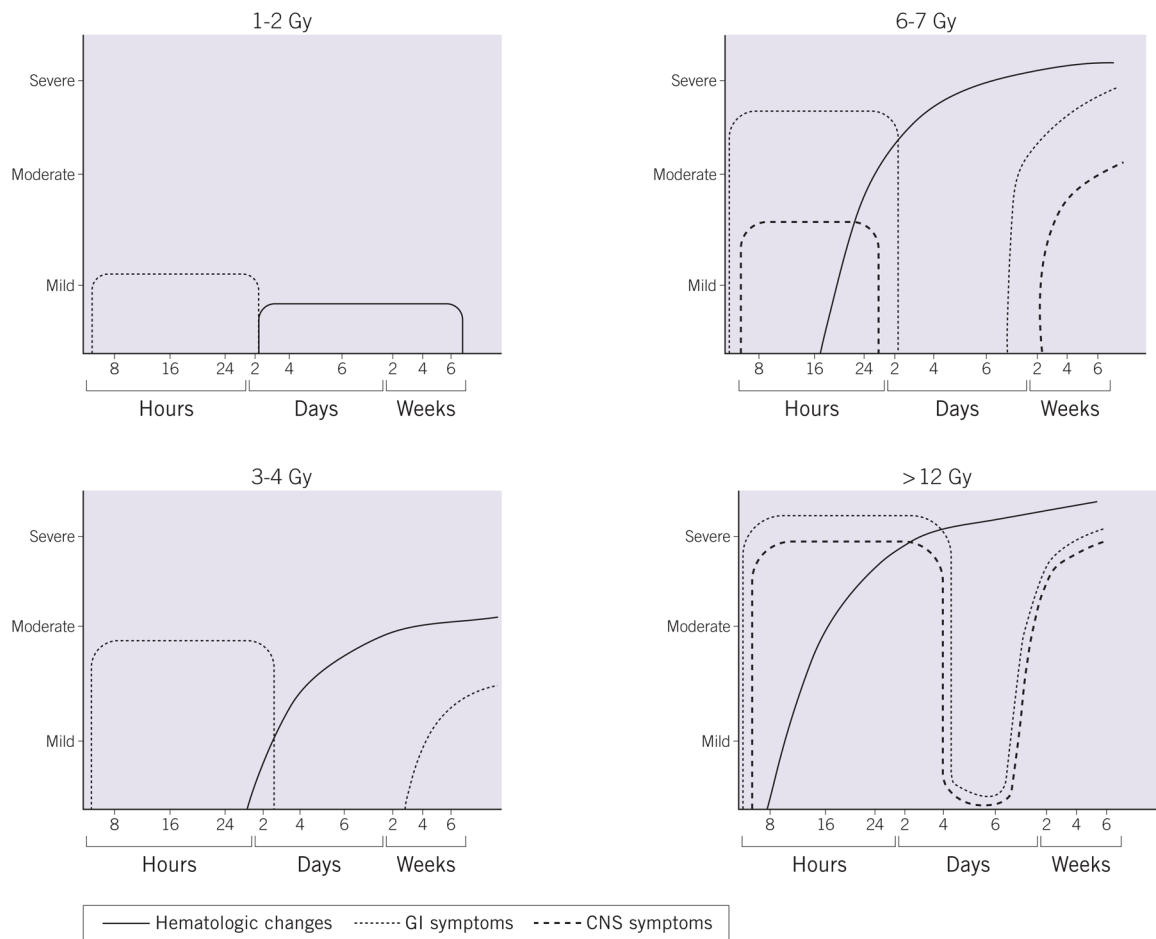 1-2 Gy
Severe
Moderate
Mild
8 16 24 2 4 6 2 4 6
Hours Days Weeks
6-7 Gy
Severe
Moderate
Mild
8 16 24 2 4 6 2 4 6
Hours Days Weeks
3-4 Gy
Severe
Moderate
Mild
8 16 24 2 4 6 2 4 6
Hours Days Weeks
> 12 Gy
Severe
Moderate
Mild
8 16 24 2 4 6 2 4 6
Hours Days Weeks
Hematologic changes GI symptoms CNS symptoms